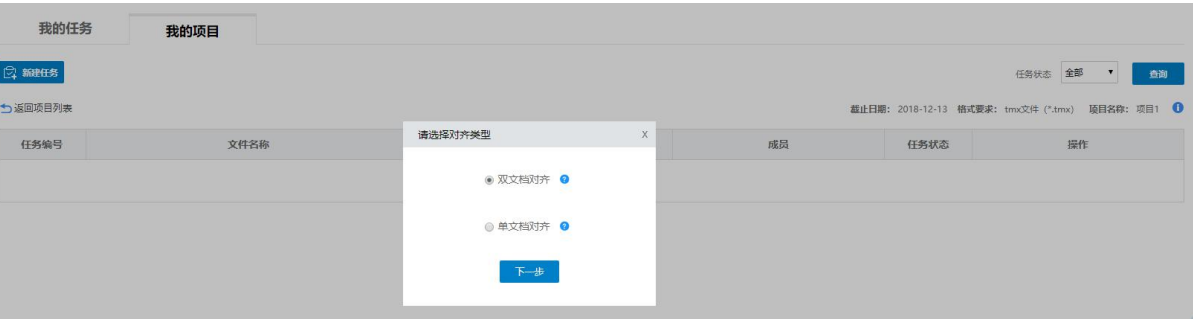 我的任务 我的项目
新建任务 任务状态 全部 查询
返回项目列表 截止日期: 2018-12-13 格式要求: tmx文件 (*.tmx) 项目名称: 项目1
任务编号 文件名称 成员 任务状态 操作
请选择对齐类型 X
双文档对齐
单文档对齐
下一步